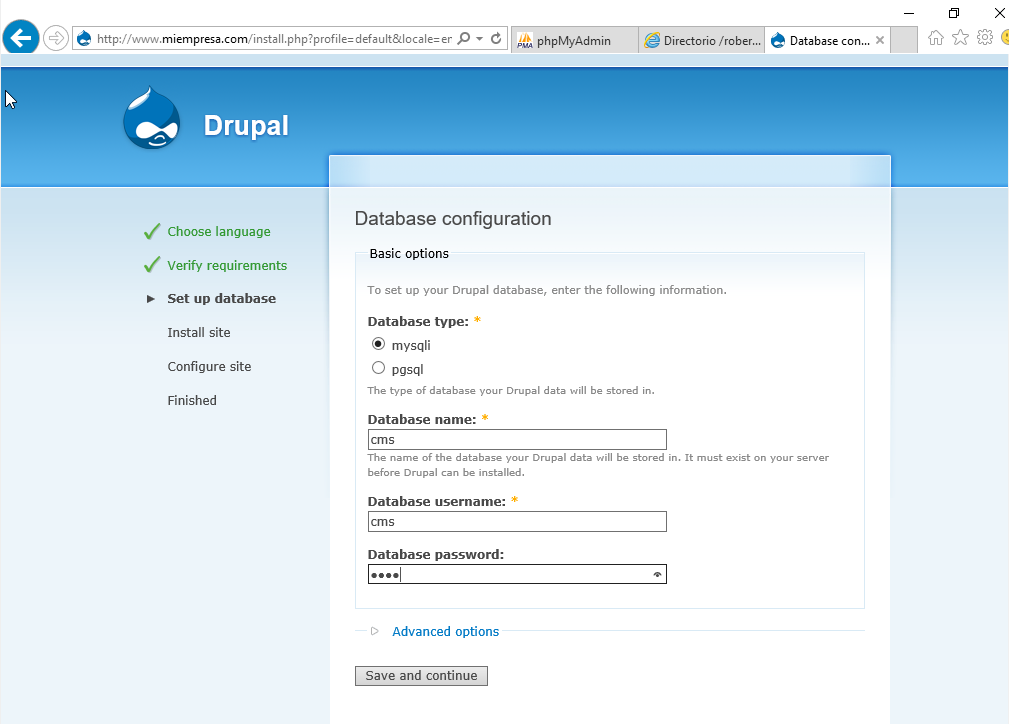 http://www.miempresa.com/install.php?profile=default&locale=er
PMA phpMyAdmin
Directorio /rober...
Database con...
Drupal
Choose language
Verify requirements
Set up database
Install site
Configure site
Finished
Database configuration
Basic options
To set up your Drupal database, enter the following information.
Database type: *
mysqli
pgsql
The type of database your Drupal data will be stored in.
Database name: *
cms
The name of the database your Drupal data will be stored in. It must exist on your server
before Drupal can be installed.
Database username: *
cms
Database password:
●●●●
Advanced options
Save and continue